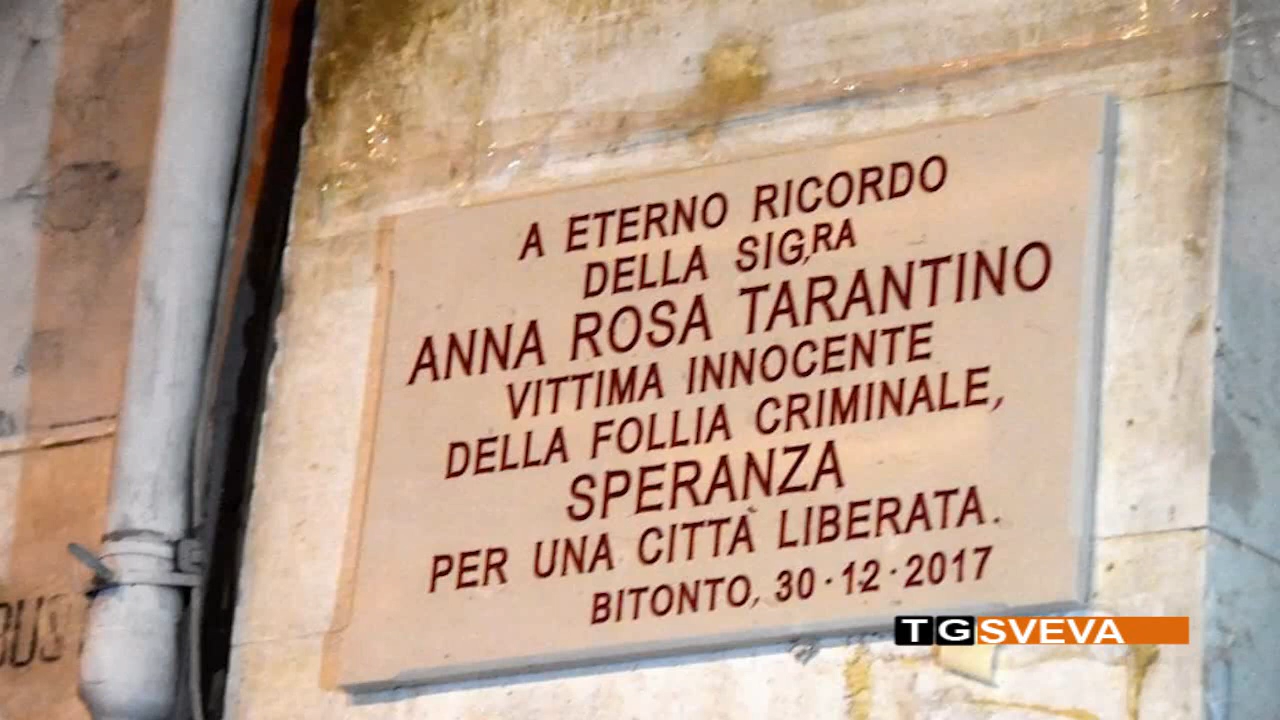 A ETERNO RICORDO
DELLA SIG,RA
ANNA ROSA TARANTINO
VITTIMA INNOCENTE
DELLA FOLLIA CRIMINALE,
SPERANZA
PER UNA CITTÀ LIBERATA.
BITONTO, 30·12·2017
TGSVEVA
BUS